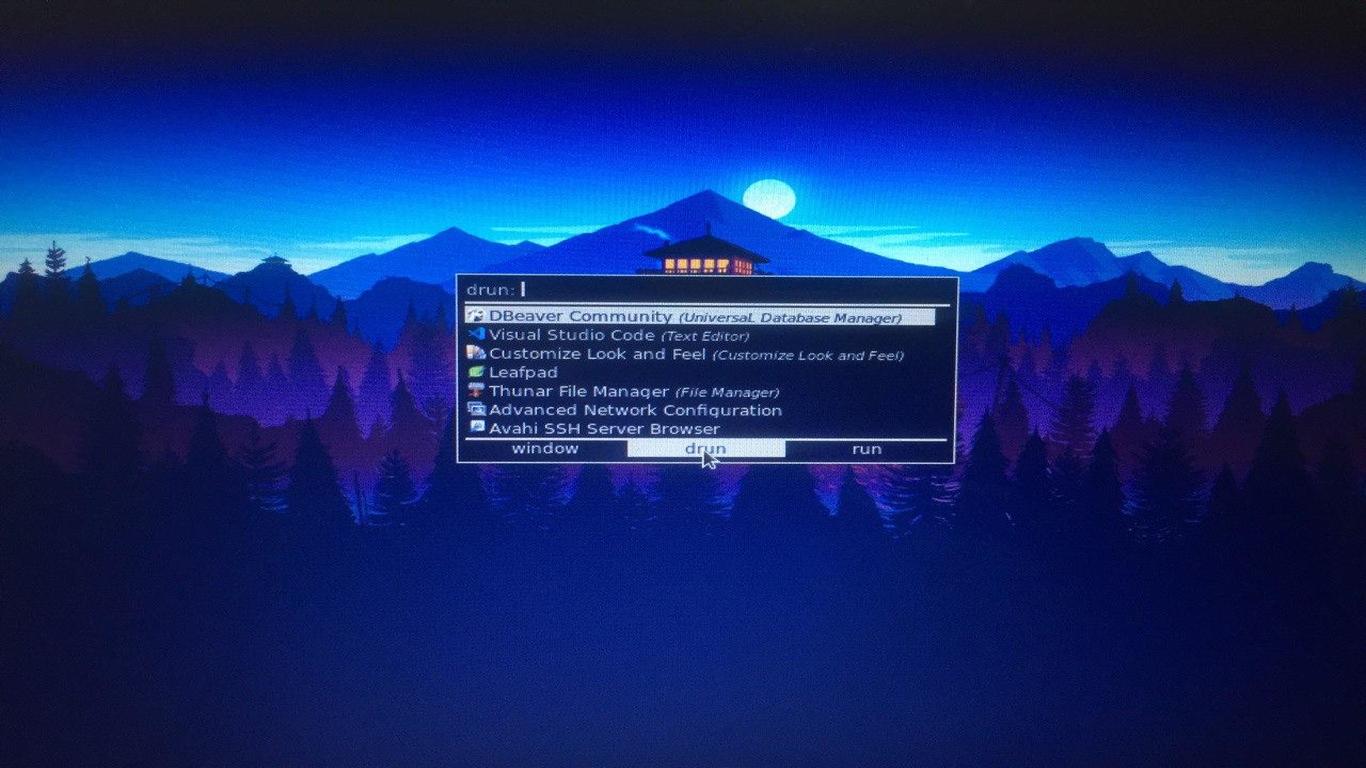 drun:
DBeaver Community (Universal Database Manager)
Visual Studio Code (Text Editor)
Customize Look and Feel (Customize Look and Feel)
Leafpad
Thunar File Manager (File Manager)
Advanced Network Configuration
Avahi SSH Server Browser
window drun run